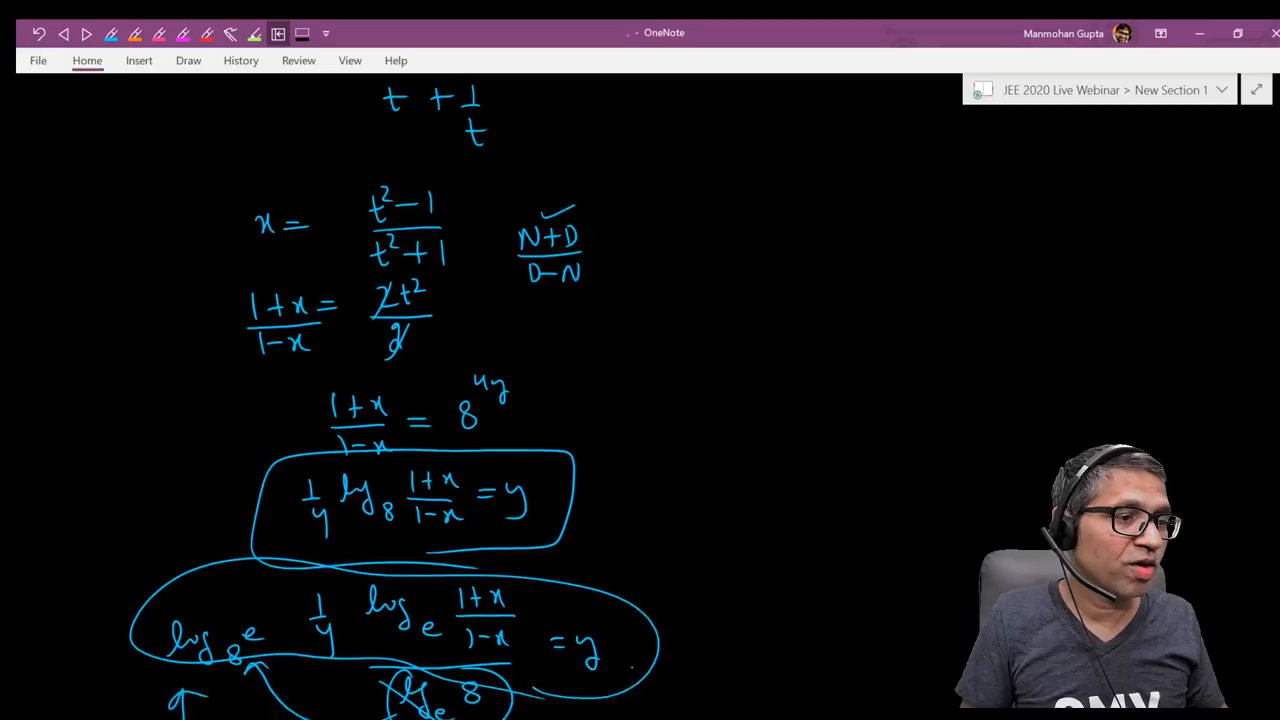 . - OneNote
Manmohan Gupta
File Home Insert Draw History Review View Help
JEE 2020 Live Webinar > New Section 1
t + 1
t
x = t² - 1
t² + 1
N+D
D-N
1+x = 2t²
1-x 2
1+x = 8^4y
1-x
1/4 log₈ 1+x = y
1-x
log₈e 1/4 logₑ 1+x = y
1-x
logₑ 8